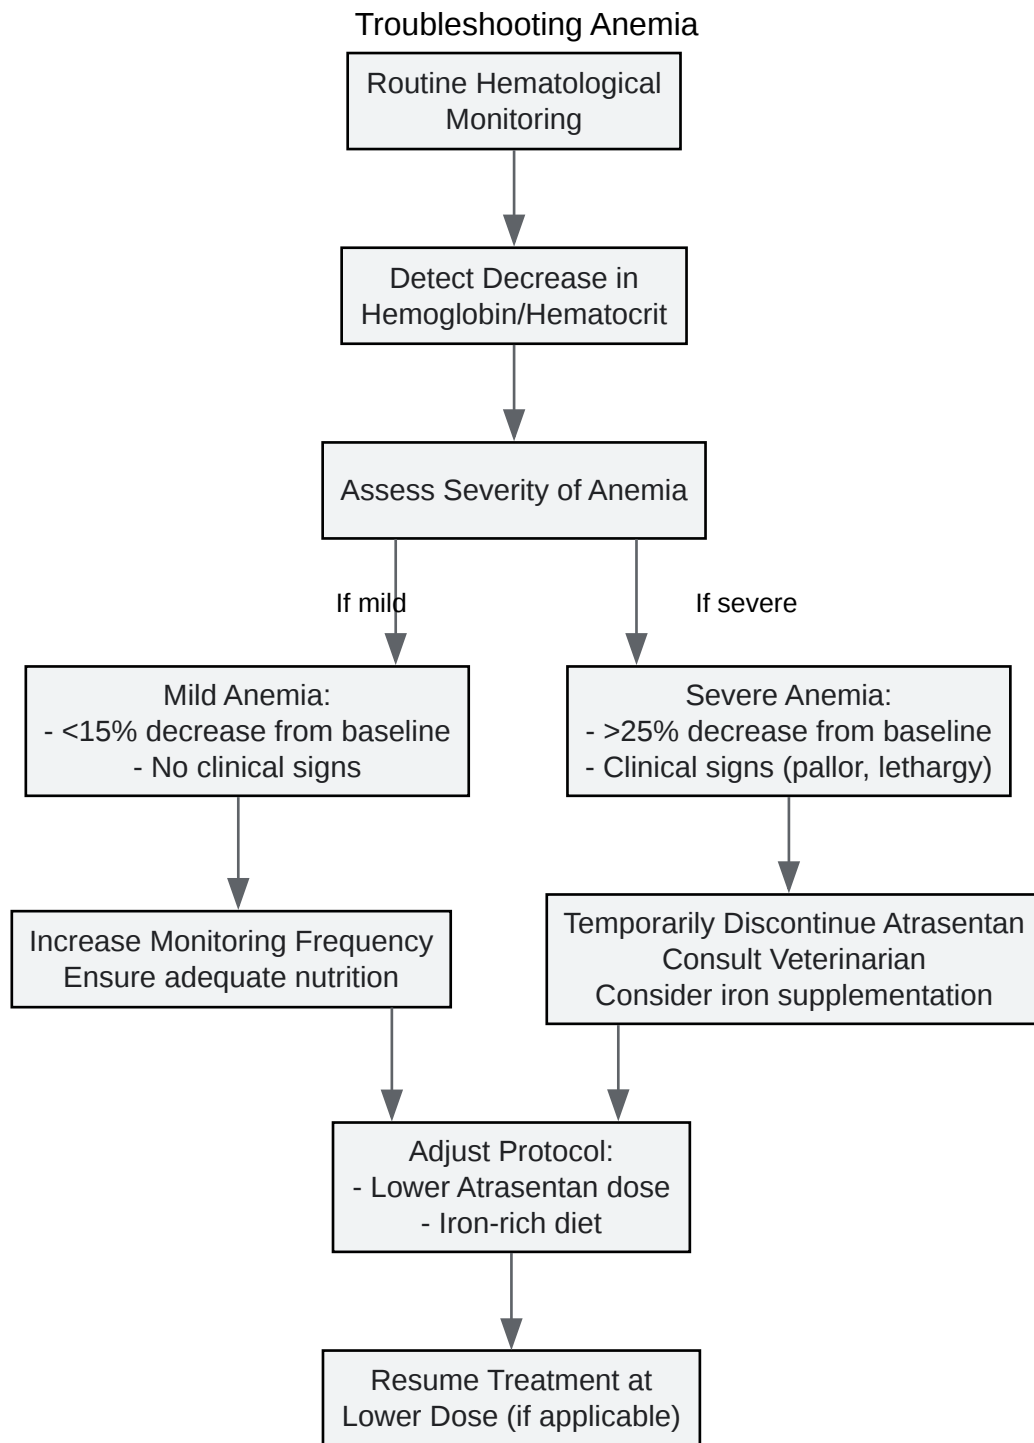 Troubleshooting Anemia
Routine Hematological
Monitoring
Detect Decrease in
Hemoglobin/Hematocrit
Assess Severity of Anemia
If mild
If severe
Mild Anemia:
- <15% decrease from baseline
- No clinical signs
Severe Anemia:
- >25% decrease from baseline
- Clinical signs (pallor, lethargy)
Increase Monitoring Frequency
Ensure adequate nutrition
Temporarily Discontinue Atrasentan
Consult Veterinarian
Consider iron supplementation
Adjust Protocol:
- Lower Atrasentan dose
- Iron-rich diet
Resume Treatment at
Lower Dose (if applicable)